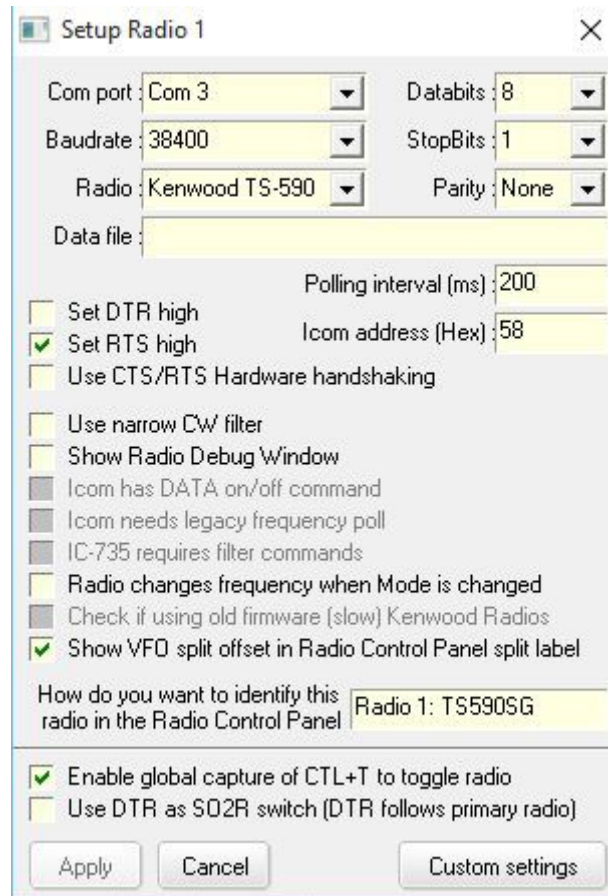 Setup Radio 1
Com port : Com 3 Databits : 8
Baudrate : 38400 StopBits : 1
Radio : Kenwood TS-590 Parity : None
Data file :
Polling interval (ms) : 200
Set DTR high
Icom address (Hex) : 58
Set RTS high
Use CTS/RTS Hardware handshaking
Use narrow CW filter
Show Radio Debug Window
Icom has DATA on/off command
Icom needs legacy frequency poll
IC-735 requires filter commands
Radio changes frequency when Mode is changed
Check if using old firmware (slow) Kenwood Radios
Show VFO split offset in Radio Control Panel split label
How do you want to identify this
radio in the Radio Control Panel
Radio 1: TS590SG
Enable global capture of CTL+T to toggle radio
Use DTR as SO2R switch (DTR follows primary radio)
Apply Cancel Custom settings